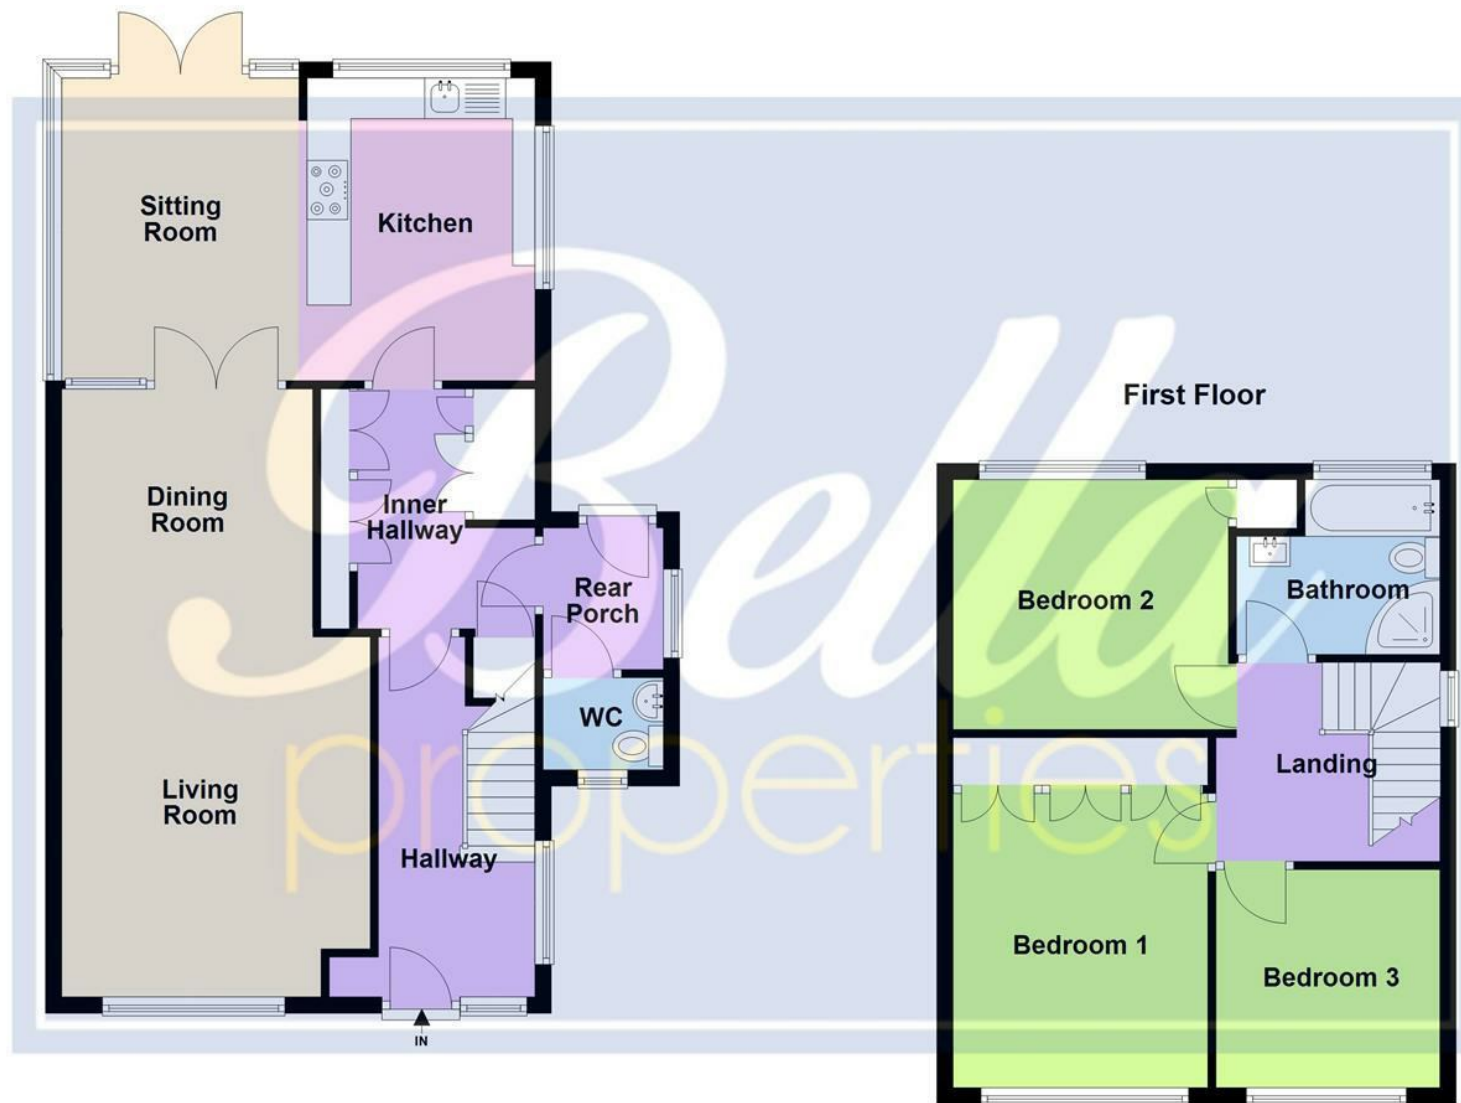 Sitting
Room
Kitchen
Dining
Room
Inner
Hallway
Rear
Porch
WC
Living
Room
Hallway
IN
First Floor
Bedroom 2
Bathroom
Landing
Bedroom 1
Bedroom 3
Bella
properties